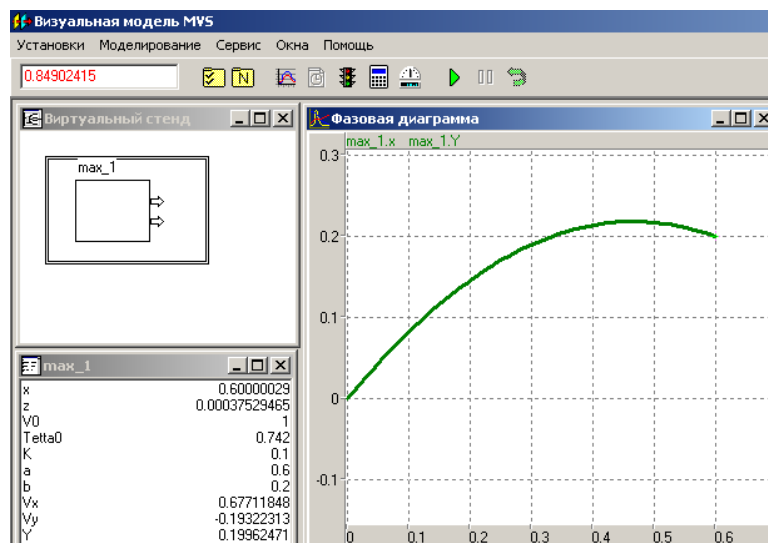 Визуальная модель MVS
Установки Моделирование Сервис Окна Помощь
0.84902415
N
Виртуальный стенд
max_1
Фазовая диаграмма
max_1.x max_1.Y
0.3
0.2
0.1
0
-0.1
0 0.1 0.2 0.3 0.4 0.5 0.6
max_1
x 0.60000029
z 0.00037529465
V0 1
Tetta0 0.742
K 0.1
a 0.6
b 0.2
Vx 0.67711848
Vy -0.19322313
Y 0.19962471